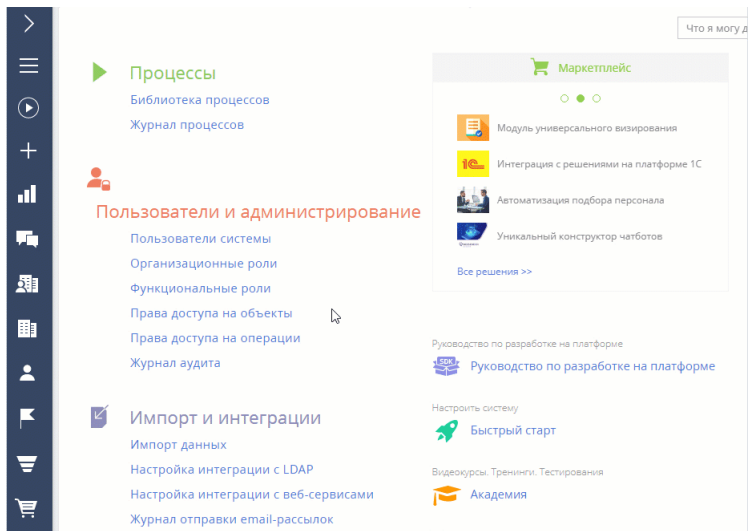 Что я могу д
Процессы
Библиотека процессов
Журнал процессов
Пользователи и администрирование
Пользователи системы
Организационные роли
Функциональные роли
Права доступа на объекты
Права доступа на операции
Журнал аудита
Импорт и интеграции
Импорт данных
Настройка интеграции с LDAP
Настройка интеграции с веб-сервисами
Журнал отправки email-рассылок
Маркетплейс
Модуль универсального визирования
1С
Интеграция с решениями на платформе 1С
Автоматизация подбора персонала
Уникальный конструктор чатботов
Все решения >>
Руководство по разработке на платформе
SDK
Руководство по разработке на платформе
Настроить систему
Быстрый старт
Видеокурсы. Тренинги. Тестирования
Академия